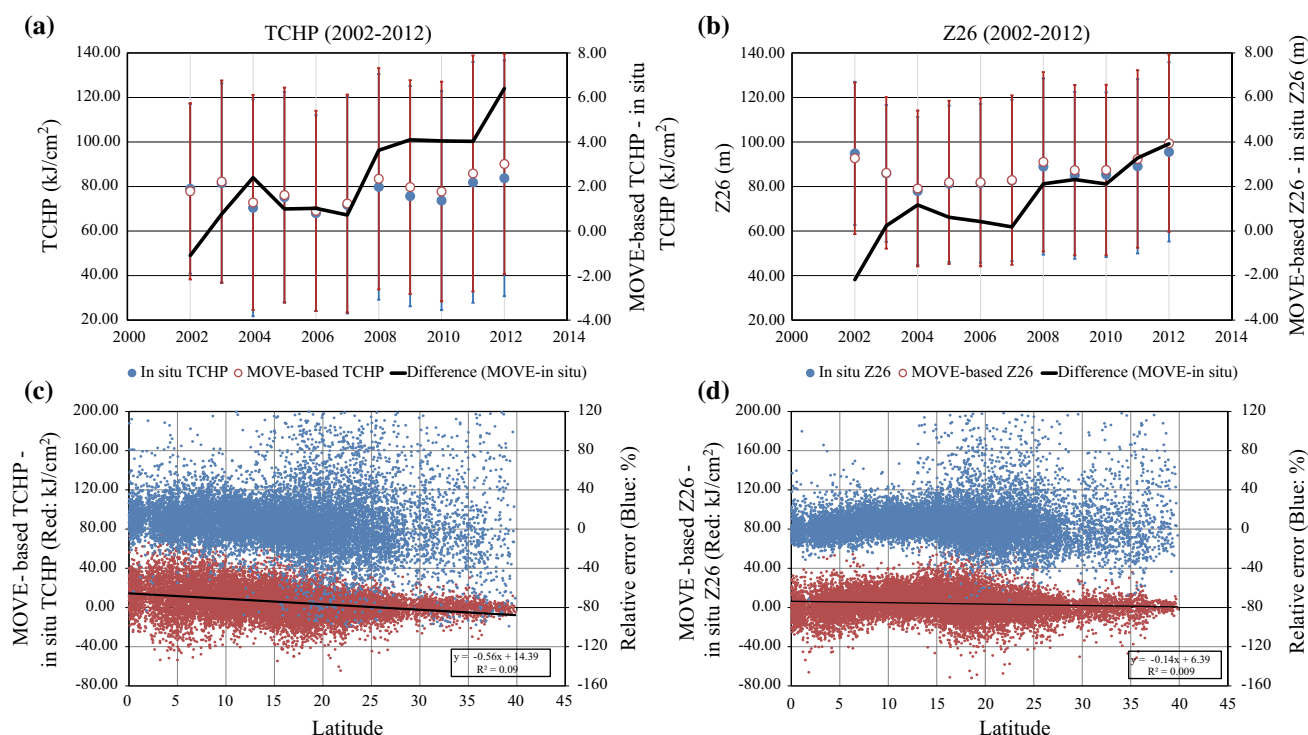 (a)
TCHP (2002-2012)
140.00
120.00
100.00
80.00
60.00
40.00
20.00
TCHP (kJ/cm²)
8.00
6.00
4.00
2.00
0.00
-2.00
-4.00
MOVE-based TCHP - in situ
TCHP (kJ/cm²)
2000 2002 2004 2006 2008 2010 2012 2014
In situ TCHP MOVE-based TCHP Difference (MOVE-in situ)
(b)
Z26 (2002-2012)
140.00
120.00
100.00
80.00
60.00
40.00
20.00
Z26 (m)
8.00
6.00
4.00
2.00
0.00
-2.00
-4.00
MOVE-based Z26 - in situ Z26 (m)
2000 2002 2004 2006 2008 2010 2012 2014
In situ Z26 MOVE-based Z26 Difference (MOVE-in situ)
(c)
200.00
160.00
120.00
80.00
40.00
0.00
-40.00
-80.00
MOVE- based TCHP -
in situ TCHP (Red: kJ/cm²)
120
80
40
0
-40
-80
-120
-160
Relative error (Blue: %)
y = -0.56x + 14.39
R² = 0.09
0 5 10 15 20 25 30 35 40 45
Latitude
(d)
200.00
160.00
120.00
80.00
40.00
0.00
-40.00
-80.00
MOVE -based Z26 -
in situ Z26 (Red: kJ/cm²)
120
80
40
0
-40
-80
-120
-160
Relative error (Blue: %)
y = -0.14x + 6.39
R² = 0.009
0 5 10 15 20 25 30 35 40 45
Latitude